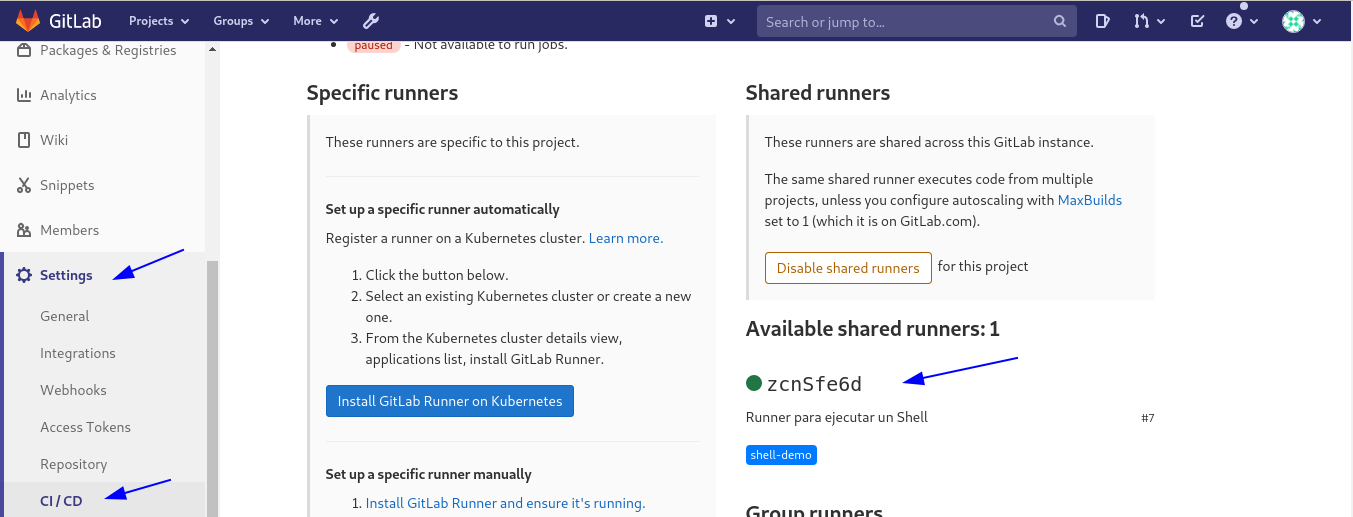 GitLab
Projects
Groups
More
Search or jump to...
Packages & Registries
Analytics
Wiki
Snippets
Members
Settings
General
Integrations
Webhooks
Access Tokens
Repository
CI / CD
paused - Not available to run jobs.
Specific runners
These runners are specific to this project.
Set up a specific runner automatically
Register a runner on a Kubernetes cluster. Learn more.
1. Click the button below.
2. Select an existing Kubernetes cluster or create a new
one.
3. From the Kubernetes cluster details view,
applications list, install GitLab Runner.
Install GitLab Runner on Kubernetes
Set up a specific runner manually
1. Install GitLab Runner and ensure it's running.
Shared runners
These runners are shared across this GitLab instance.
The same shared runner executes code from multiple
projects, unless you configure autoscaling with MaxBuilds
set to 1 (which it is on GitLab.com).
Disable shared runners for this project
Available shared runners: 1
zcnSfe6d
Runner para ejecutar un Shell #7
shell-demo
Group runners